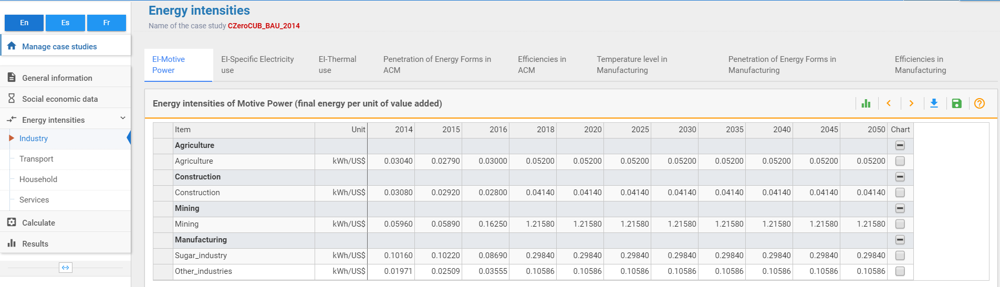 Energy intensities
Name of the case study CZeroCUB_BAU_2014
En Es Fr
Manage case studies
General information
Social economic data
Energy intensities
Industry
Transport
Household
Services
Calculate
Results
EI-Motive Power
EI-Specific Electricity use
EI-Thermal use
Penetration of Energy Forms in ACM
Efficiencies in ACM
Temperature level in Manufacturing
Penetration of Energy Forms in Manufacturing
Efficiencies in Manufacturing
Energy intensities of Motive Power (final energy per unit of value added)
Item Unit 2014 2015 2016 2018 2020 2025 2030 2035 2040 2045 2050 Chart
Agriculture
Agriculture kWh/US$ 0.03040 0.02790 0.03000 0.05200 0.05200 0.05200 0.05200 0.05200 0.05200 0.05200 0.05200
Construction
Construction kWh/US$ 0.03080 0.02920 0.02800 0.04140 0.04140 0.04140 0.04140 0.04140 0.04140 0.04140 0.04140
Mining
Mining kWh/US$ 0.05960 0.05890 0.16250 1.21580 1.21580 1.21580 1.21580 1.21580 1.21580 1.21580 1.21580
Manufacturing
Sugar_industry kWh/US$ 0.10160 0.10220 0.08690 0.29840 0.29840 0.29840 0.29840 0.29840 0.29840 0.29840 0.29840
Other_industries kWh/US$ 0.01971 0.02509 0.03555 0.10586 0.10586 0.10586 0.10586 0.10586 0.10586 0.10586 0.10586